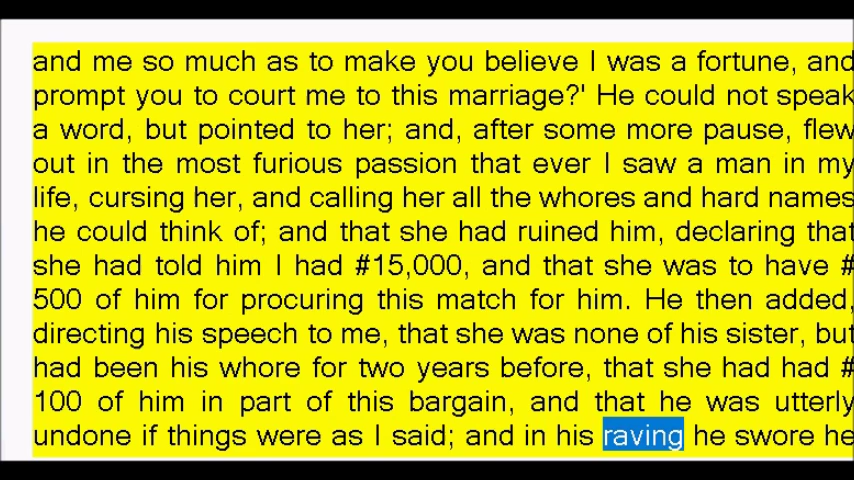 and me so much as to make you believe I was a fortune, and
prompt you to court me to this marriage?' He could not speak
a word, but pointed to her; and, after some more pause, flew
out in the most furious passion that ever I saw a man in my
life, cursing her, and calling her all the whores and hard names
he could think of; and that she had ruined him, declaring that
she had told him I had #15,000, and that she was to have #
500 of him for procuring this match for him. He then added,
directing his speech to me, that she was none of his sister, but
had been his whore for two years before, that she had had #
100 of him in part of this bargain, and that he was utterly
undone if things were as I said; and in his raving he swore he